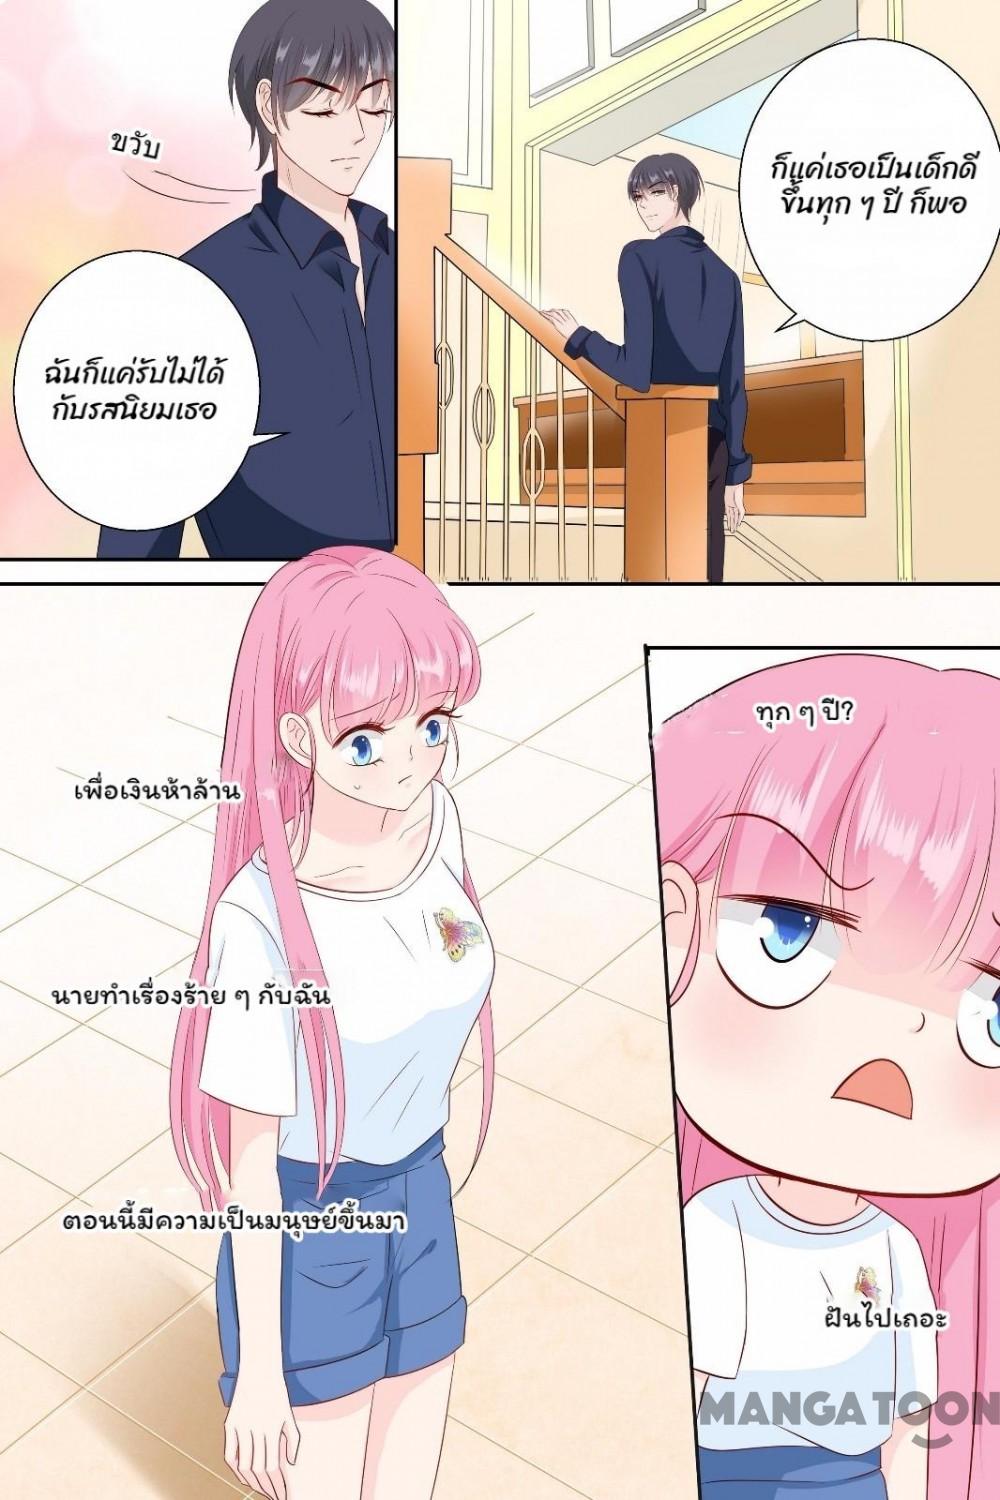 ขวับ
ฉันก็แค่รับไม่ได้
กับรสนิยมเธอ
ก็แค่เธอเป็นเด็กดี
ขึ้นทุก ๆ ปี ก็พอ
เพื่อเงินห้าล้าน
นายทำเรื่องร้าย ๆ กับฉัน
ตอนนี้มีความเป็นมนุษย์ขึ้นมา
ทุก ๆ ปี?
ฝันไปเถอะ
MANGATOON